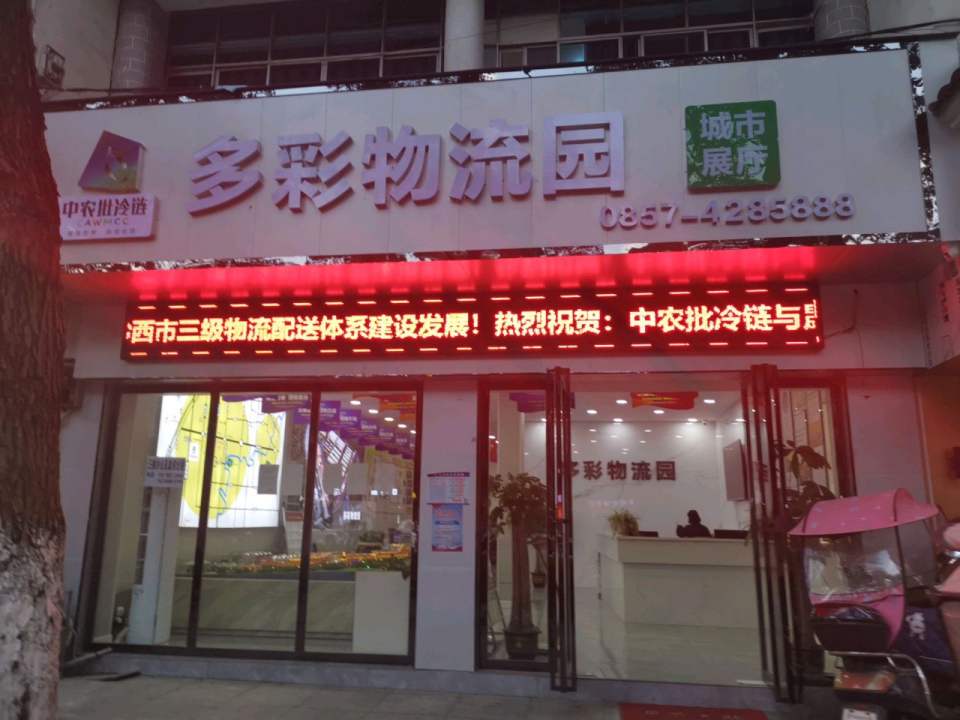 多彩物流园
城市
展厅
0857-4285888
中农批冷链
CAWMCC
西市三级物流配送体系建设发展！热烈祝贺：中农批冷链与
多彩物流园